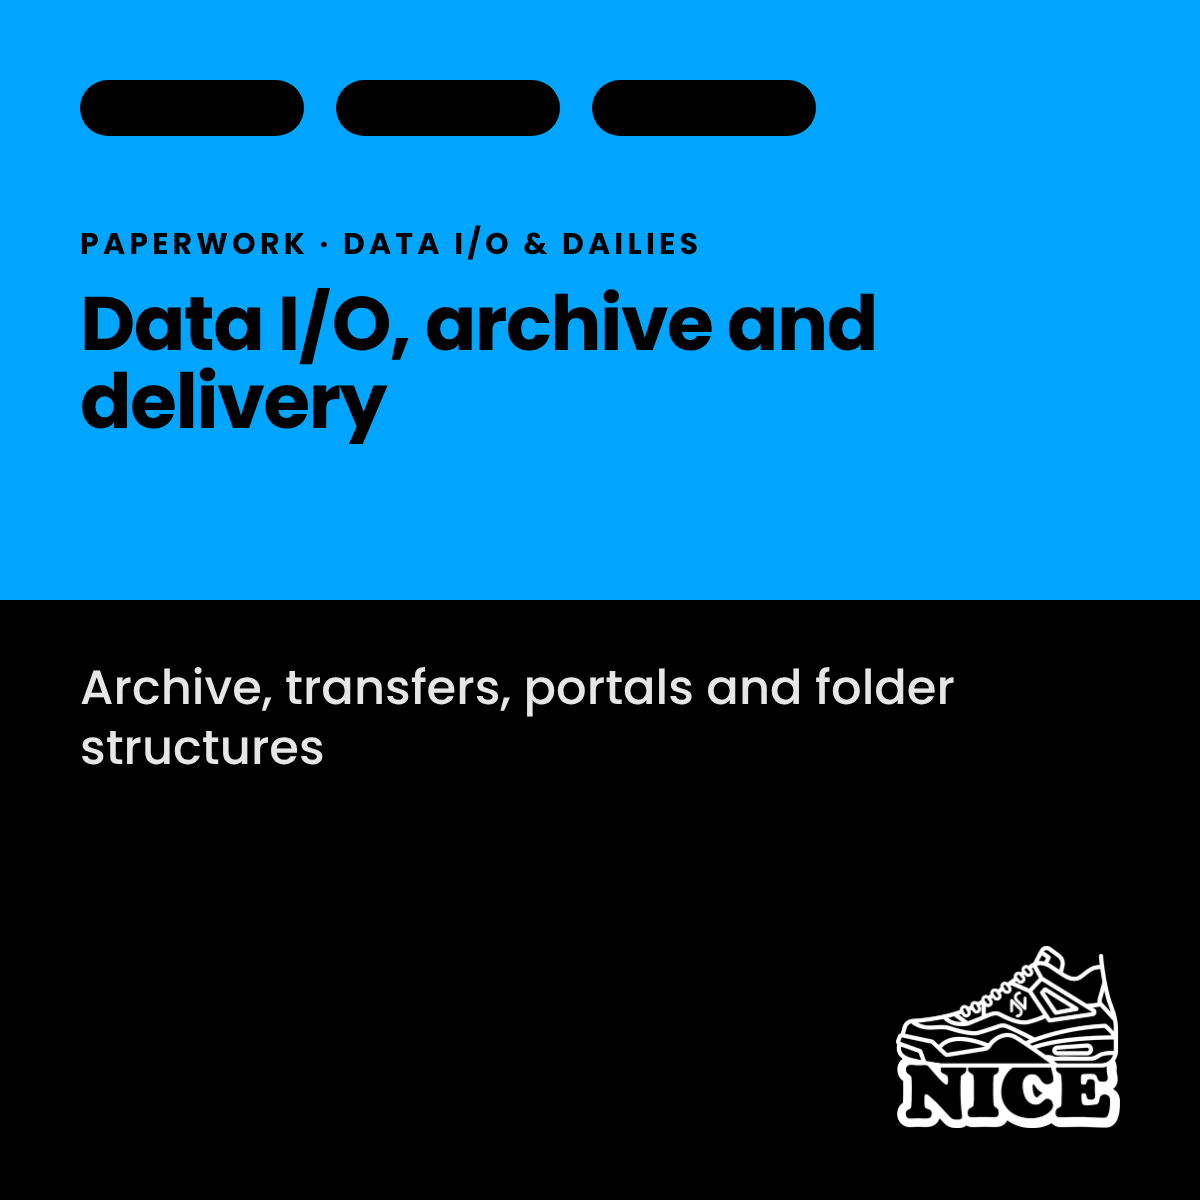 PAPERWORK · DATA I/O & DAILIES
Data I/O, archive and
delivery
Archive, transfers, portals and folder
structures
NICE